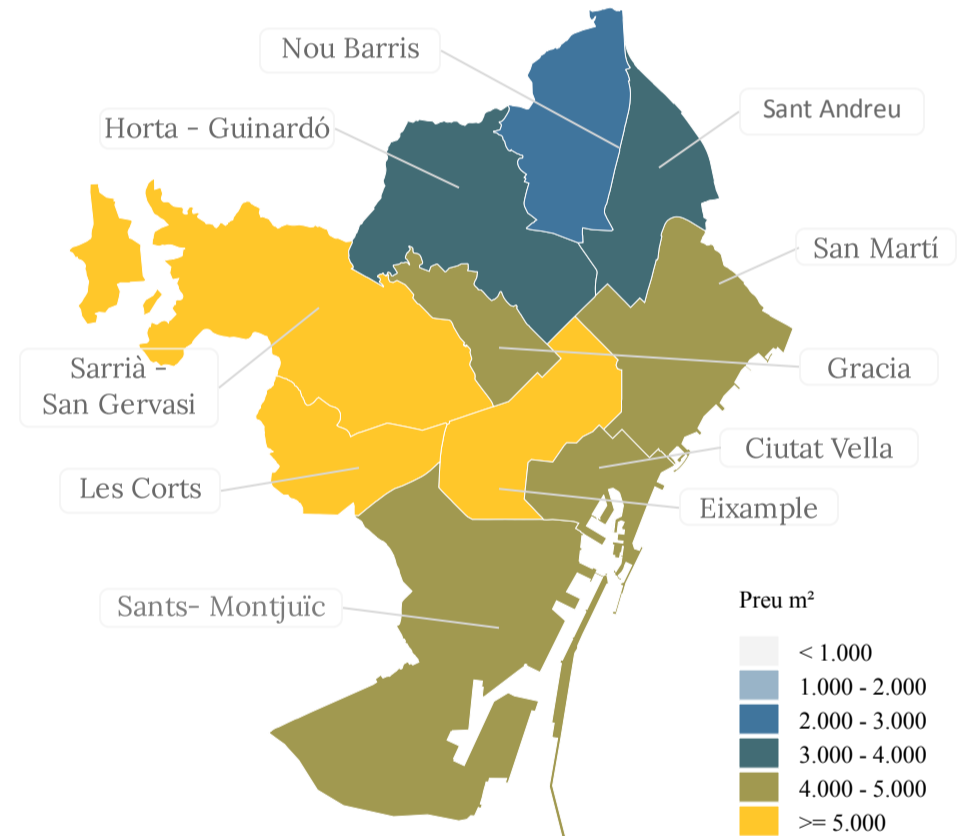 Nou Barris
Sant Andreu
Horta - Guinardó
San Martí
Sarrià -
San Gervasi
Gracia
Ciutat Vella
Les Corts
Eixample
Sants- Montjuïc
Preu m²
< 1.000
1.000 - 2.000
2.000 - 3.000
3.000 - 4.000
4.000 - 5.000
>= 5.000